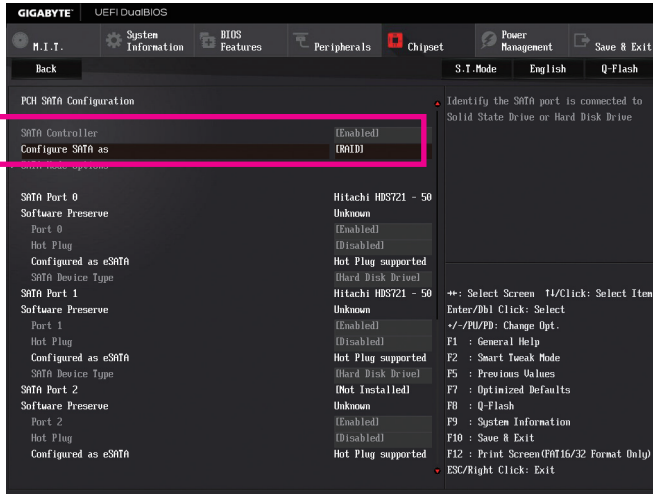 GIGABYTE™ UEFI DualBIOS
M.I.T. System Information BIOS Features Peripherals Chipset Power Management Save & Exit
Back S.T.Mode English Q-Flash
PCH SATA Configuration
Identify the SATA port is connected to
Solid State Drive or Hard Disk Drive
SATA Controller [Enabled]
Configure SATA as [RAID]
SATA Mode options
SATA Port 0 Hitachi HDS721 - 50
Software Preserve Unknown
Port 0 [Enabled]
Hot Plug [Disabled]
Configured as eSATA Hot Plug supported
SATA Device Type [Hard Disk Drive]
SATA Port 1 Hitachi HDS721 - 50
Software Preserve Unknown
Port 1 [Enabled]
Hot Plug [Disabled]
Configured as eSATA Hot Plug supported
SATA Device Type [Hard Disk Drive]
SATA Port 2 [Not Installed]
Software Preserve Unknown
Port 2 [Enabled]
Hot Plug [Disabled]
Configured as eSATA Hot Plug supported
→←: Select Screen ↑↓/Click: Select Item
Enter/Dbl Click: Select
+/-/PU/PD: Change Opt.
F1 : General Help
F2 : Smart Tweak Mode
F5 : Previous Values
F7 : Optimized Defaults
F8 : Q-Flash
F9 : System Information
F10 : Save & Exit
F12 : Print Screen(FAT16/32 Format Only)
ESC/Right Click: Exit